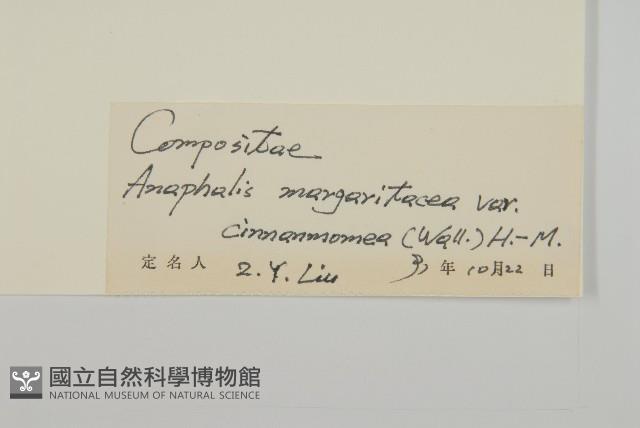 Compositae
Anaphalis margaritacea var.
cinnanmomea (Wall.) H.-M.
定名人 Z. Y. Liu 年 10月22日
國立自然科學博物館
NATIONAL MUSEUM OF NATURAL SCIENCE